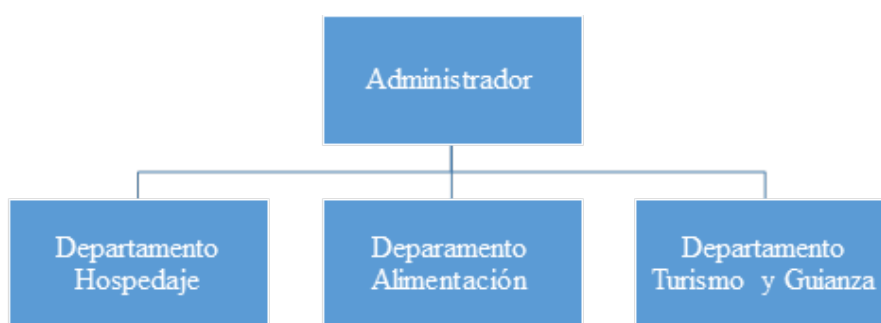 Administrador
Departamento
Hospedaje
Deparamento
Alimentación
Departamento
Turismo y Guianza